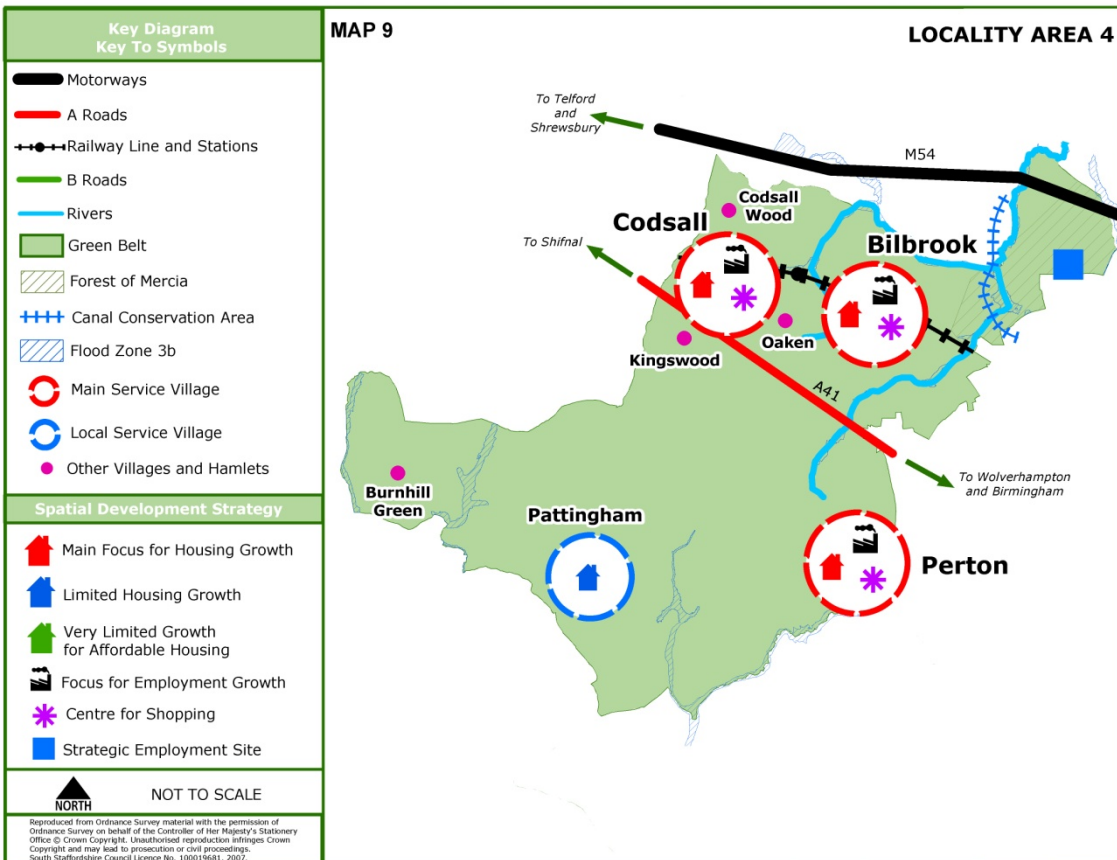 Key Diagram
Key To Symbols
Motorways
A Roads
Railway Line and Stations
B Roads
Rivers
Green Belt
Forest of Mercia
Canal Conservation Area
Flood Zone 3b
Main Service Village
Local Service Village
Other Villages and Hamlets
Spatial Development Strategy
Main Focus for Housing Growth
Limited Housing Growth
Very Limited Growth
for Affordable Housing
Focus for Employment Growth
Centre for Shopping
Strategic Employment Site
NORTH
NOT TO SCALE
Reproduced from Ordnance Survey material with the permission of
Ordnance Survey on behalf of the Controller of Her Majesty's Stationery
Office © Crown Copyright. Unauthorised reproduction infringes Crown
Copyright and may lead to prosecution or civil proceedings.
South Staffordshire Council Licence No. 100019681. 2007.
MAP 9
LOCALITY AREA 4
To Telford
and
Shrewsbury
M54
Codsall
Wood
Codsall
To Shifnal
Bilbrook
Oaken
Kingswood
A41
To Wolverhampton
and Birmingham
Burnhill
Green
Pattingham
Perton